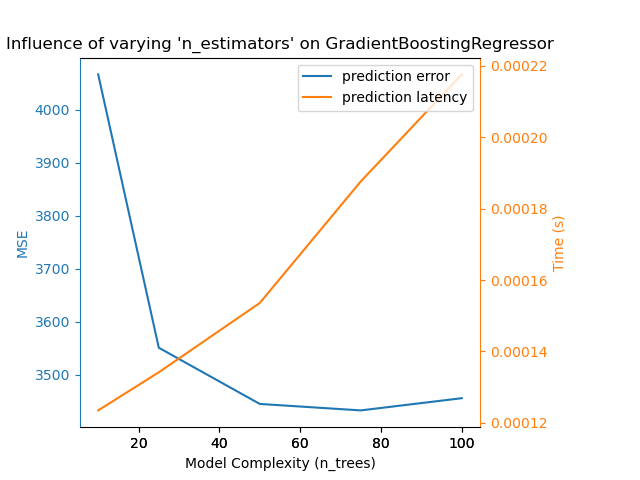 Influence of varying 'n_estimators' on GradientBoostingRegressor
prediction error
prediction latency
MSE
4000
3900
3800
3700
3600
3500
0.00022
0.00020
0.00018
0.00016
0.00014
0.00012
Time (s)
20 40 60 80 100
Model Complexity (n_trees)